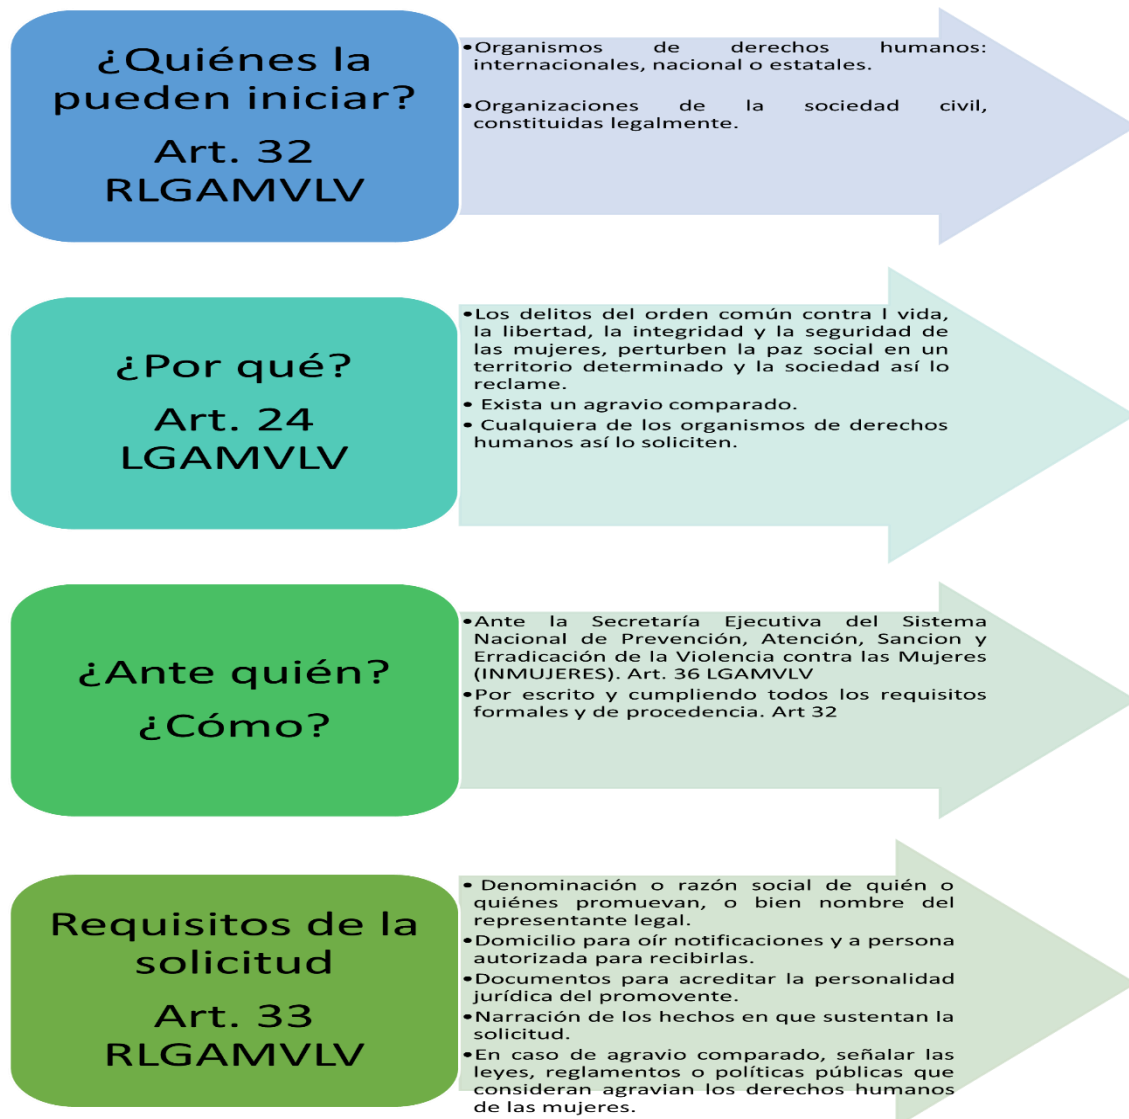 ¿Quiénes la
pueden iniciar?
Art. 32
RLGAMVLV
•Organismos de derechos humanos:
internacionales, nacional o estatales.
•Organizaciones de la sociedad civil,
constituidas legalmente.
¿Por qué?
Art. 24
LGAMVLV
•Los delitos del orden común contra l vida,
la libertad, la integridad y la seguridad de
las mujeres, perturben la paz social en un
territorio determinado y la sociedad así lo
reclame.
• Exista un agravio comparado.
• Cualquiera de los organismos de derechos
humanos así lo soliciten.
¿Ante quién?
¿Cómo?
•Ante la Secretaría Ejecutiva del Sistema
Nacional de Prevención, Atención, Sancion y
Erradicación de la Violencia contra las Mujeres
(INMUJERES). Art. 36 LGAMVLV
•Por escrito y cumpliendo todos los requisitos
formales y de procedencia. Art 32
Requisitos de la
solicitud
Art. 33
RLGAMVLV
• Denominación o razón social de quién o
quiénes promuevan, o bien nombre del
representante legal.
•Domicilio para oír notificaciones y a persona
autorizada para recibirlas.
•Documentos para acreditar la personalidad
jurídica del promovente.
•Narración de los hechos en que sustentan la
solicitud.
•En caso de agravio comparado, señalar las
leyes, reglamentos o políticas públicas que
consideran agravian los derechos humanos
de las mujeres.